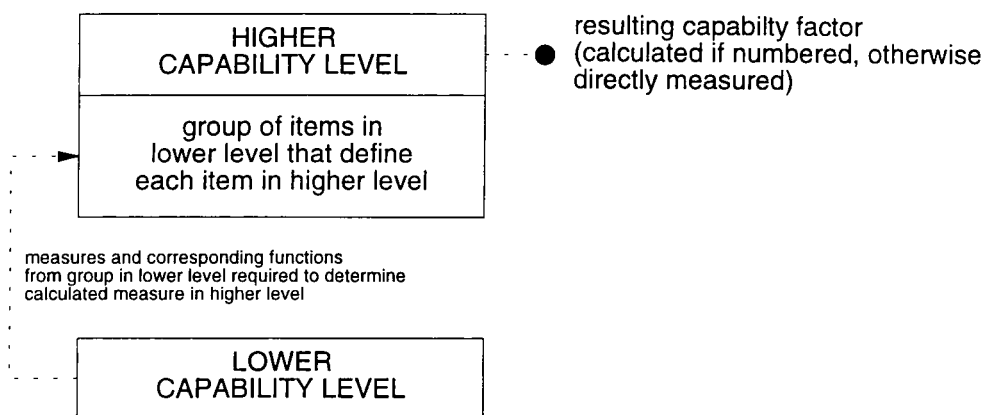 HIGHER
CAPABILITY LEVEL
resulting capabilty factor
(calculated if numbered, otherwise
directly measured)
group of items in
lower level that define
each item in higher level
measures and corresponding functions
from group in lower level required to determine
calculated measure in higher level
LOWER
CAPABILITY LEVEL